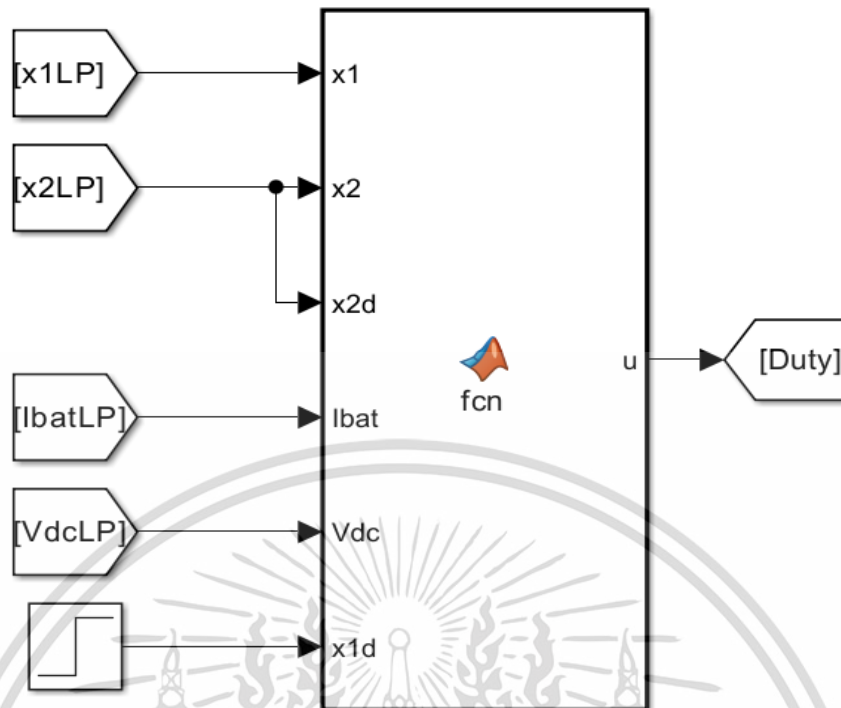 [x1LP]
x1
[x2LP]
x2
x2d
u
[Duty]
fcn
[IbatLP]
Ibat
[VdcLP]
Vdc
x1d